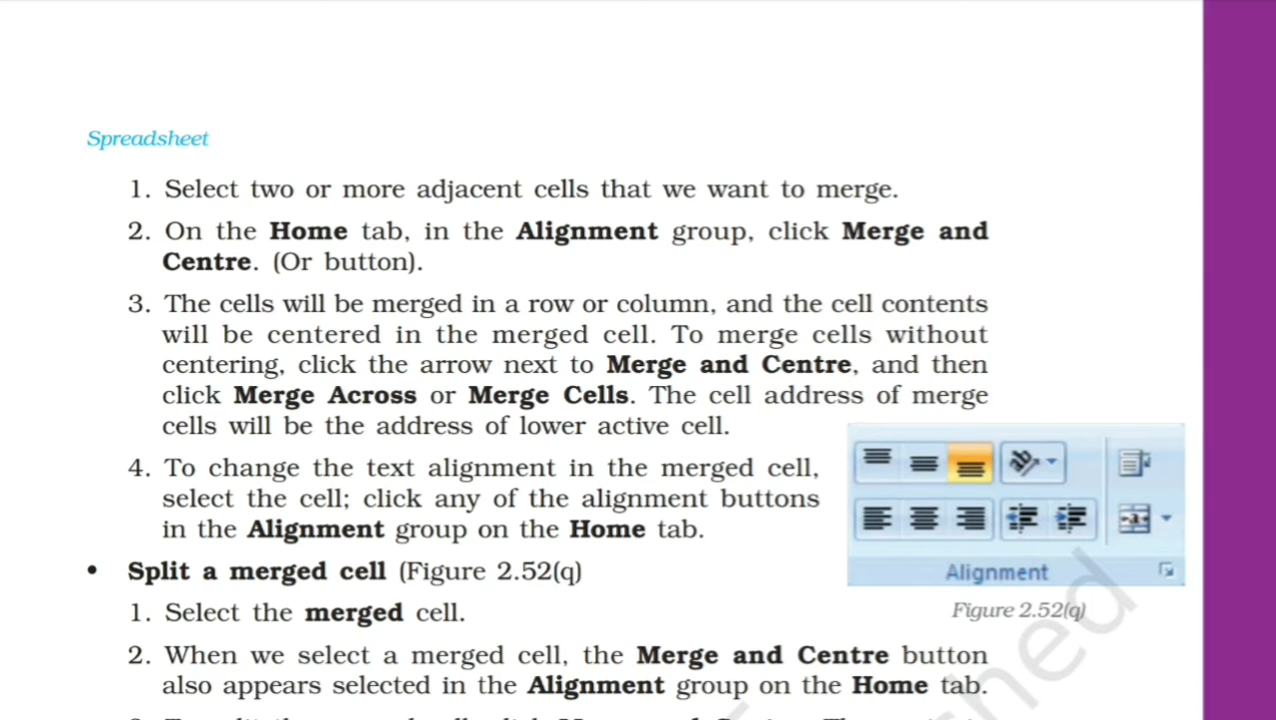 Spreadsheet
1. Select two or more adjacent cells that we want to merge.
2. On the Home tab, in the Alignment group, click Merge and
Centre. (Or button).
3. The cells will be merged in a row or column, and the cell contents
will be centered in the merged cell. To merge cells without
centering, click the arrow next to Merge and Centre, and then
click Merge Across or Merge Cells. The cell address of merge
cells will be the address of lower active cell.
4. To change the text alignment in the merged cell,
select the cell; click any of the alignment buttons
in the Alignment group on the Home tab.
Alignment
Figure 2.52(q)
• Split a merged cell (Figure 2.52(q)
1. Select the merged cell.
2. When we select a merged cell, the Merge and Centre button
also appears selected in the Alignment group on the Home tab.